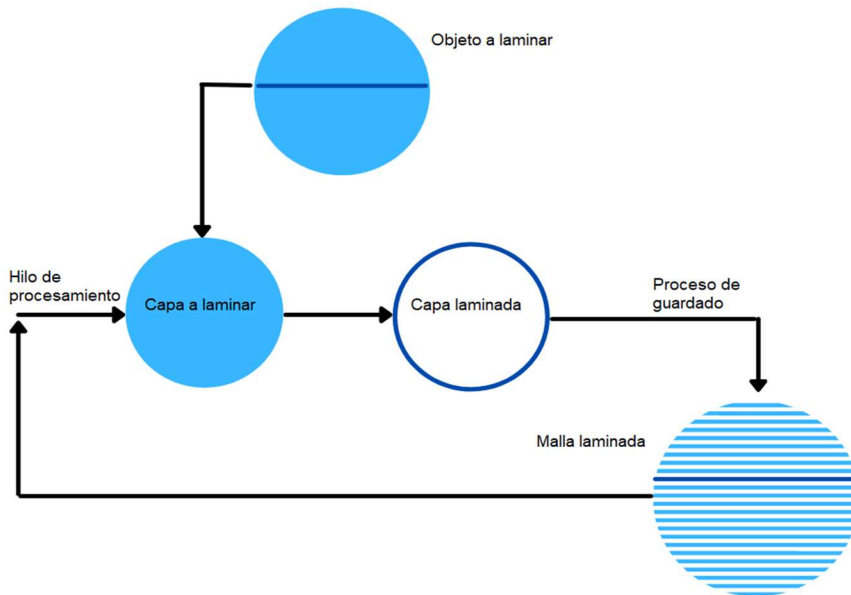 Objeto a laminar
Hilo de
procesamiento
Capa a laminar
Capa laminada
Proceso de
guardado
Malla laminada